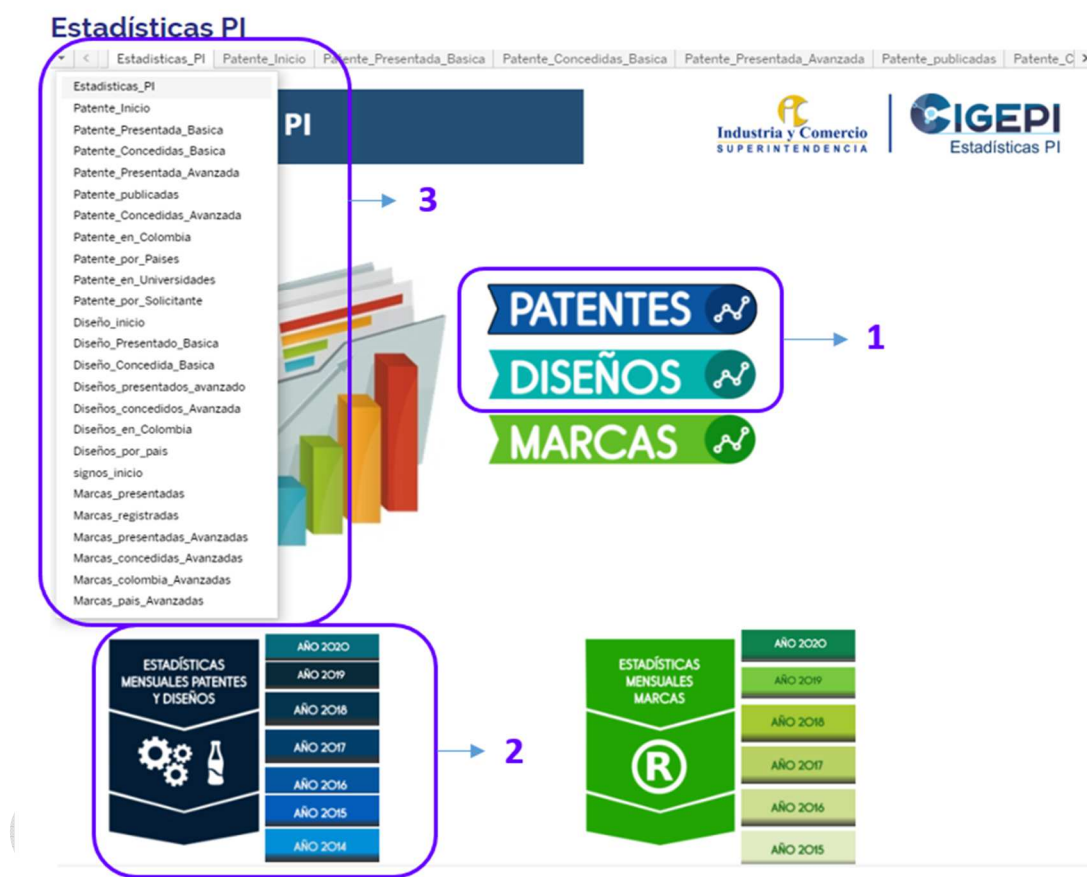 Estadísticas PI
Estadisticas_PI Patente_Inicio Patente_Presentada_Basica Patente_Concedidas_Basica Patente_Presentada_Avanzada Patente_publicadas Patente_C
Estadisticas_PI
Patente_Inicio
Patente_Presentada_Basica
Patente_Concedidas_Basica
Patente_Presentada_Avanzada
Patente_publicadas
Patente_Concedidas_Avanzada
Patente_en_Colombia
Patente_por_Paises
Patente_en_Universidades
Patente_por_Solicitante
Diseño_inicio
Diseño_Presentado_Basica
Diseño_Concedida_Basica
Diseños_presentados_avanzado
Diseños_concedidos_Avanzada
Diseños_en_Colombia
Diseños_por_pais
signos_inicio
Marcas_presentadas
Marcas_registradas
Marcas_presentadas_Avanzadas
Marcas_concedidas_Avanzadas
Marcas_colombia_Avanzadas
Marcas_pais_Avanzadas
PI
3
Industria y Comercio
SUPERINTENDENCIA
CIGEPI
Estadísticas PI
PATENTES
DISEÑOS
MARCAS
1
ESTADÍSTICAS
MENSUALES PATENTES
Y DISEÑOS
AÑO 2020
AÑO 2019
AÑO 2018
AÑO 2017
AÑO 2016
AÑO 2015
AÑO 2014
2
ESTADÍSTICAS
MENSUALES
MARCAS
®
AÑO 2020
AÑO 2019
AÑO 2018
AÑO 2017
AÑO 2016
AÑO 2015